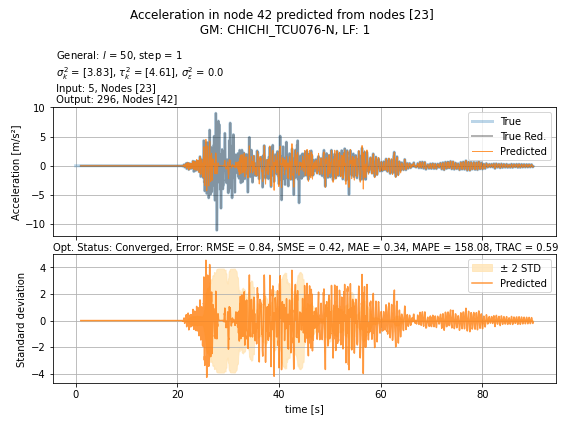 Acceleration in node 42 predicted from nodes [23]
GM: CHICHI_TCU076-N, LF: 1
General: l = 50, step = 1
σ²ₖ = [3.83], τ²ₖ = [4.61], σ²ε = 0.0
Input: 5, Nodes [23]
Output: 296, Nodes [42]
Acceleration [m/s²]
10
5
0
−5
−10
True
True Red.
Predicted
Opt. Status: Converged, Error: RMSE = 0.84, SMSE = 0.42, MAE = 0.34, MAPE = 158.08, TRAC = 0.59
Standard deviation
4
2
0
−2
−4
± 2 STD
Predicted
0
20
40
60
80
time [s]